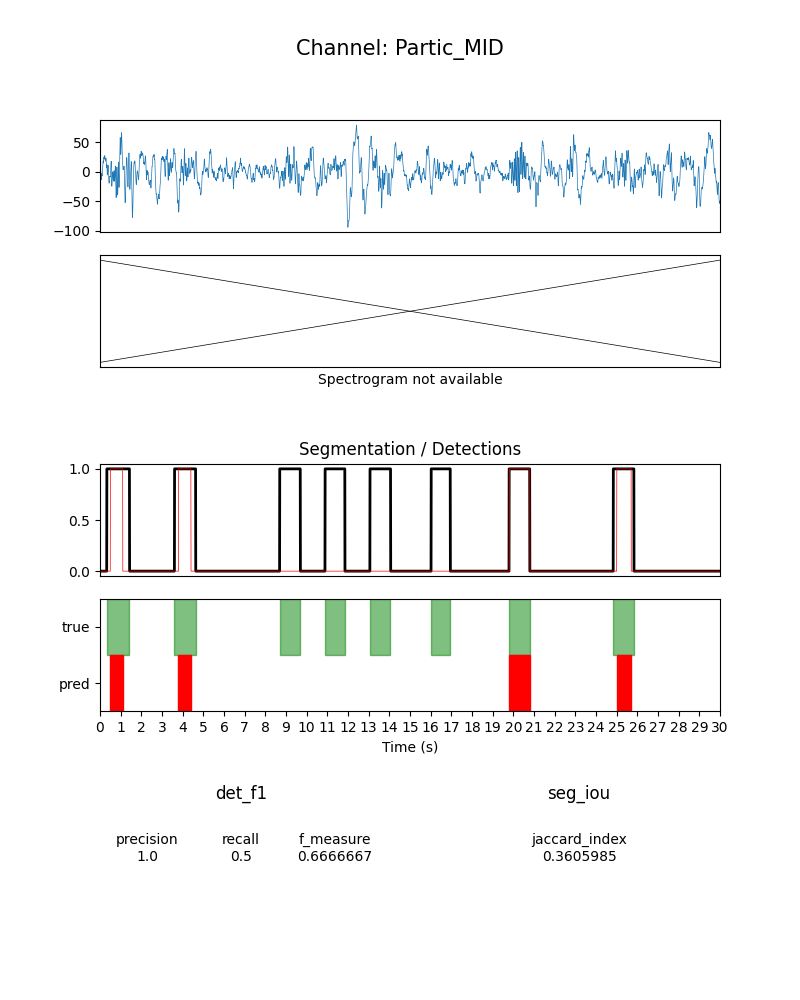 Channel: Partic_MID
50
0
−50
−100
Spectrogram not available
Segmentation / Detections
1.0
0.5
0.0
true
pred
0 1 2 3 4 5 6 7 8 9 10 11 12 13 14 15 16 17 18 19 20 21 22 23 24 25 26 27 28 29 30
Time (s)
det_f1 seg_iou
precision recall f_measure jaccard_index
1.0 0.5 0.6666667 0.3605985